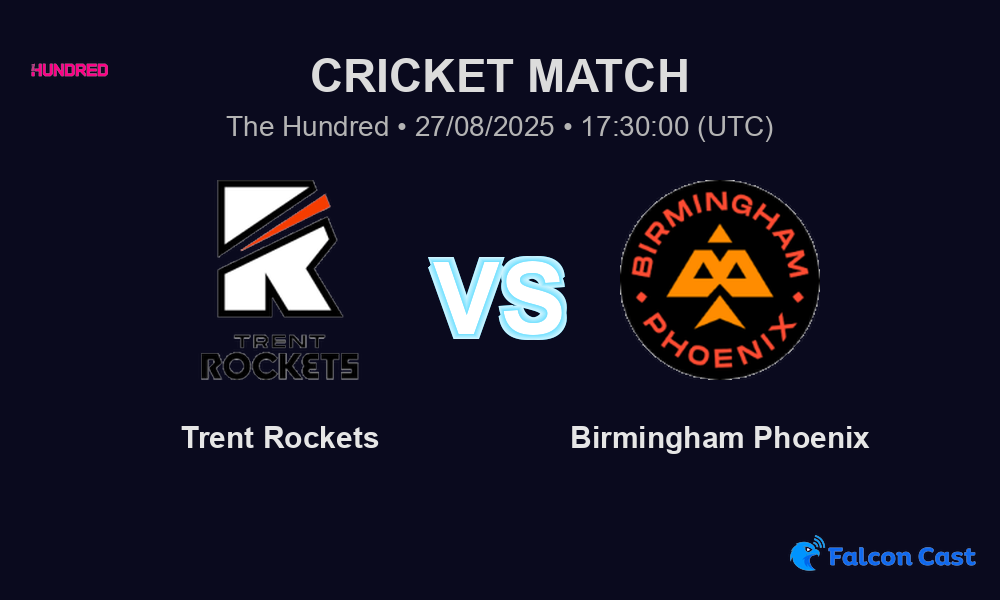 HUNDRED
CRICKET MATCH
The Hundred • 27/08/2025 • 17:30:00 (UTC)
TRENT
ROCKETS
VS
BIRMINGHAM
PHOENIX
Trent Rockets
Birmingham Phoenix
Falcon Cast